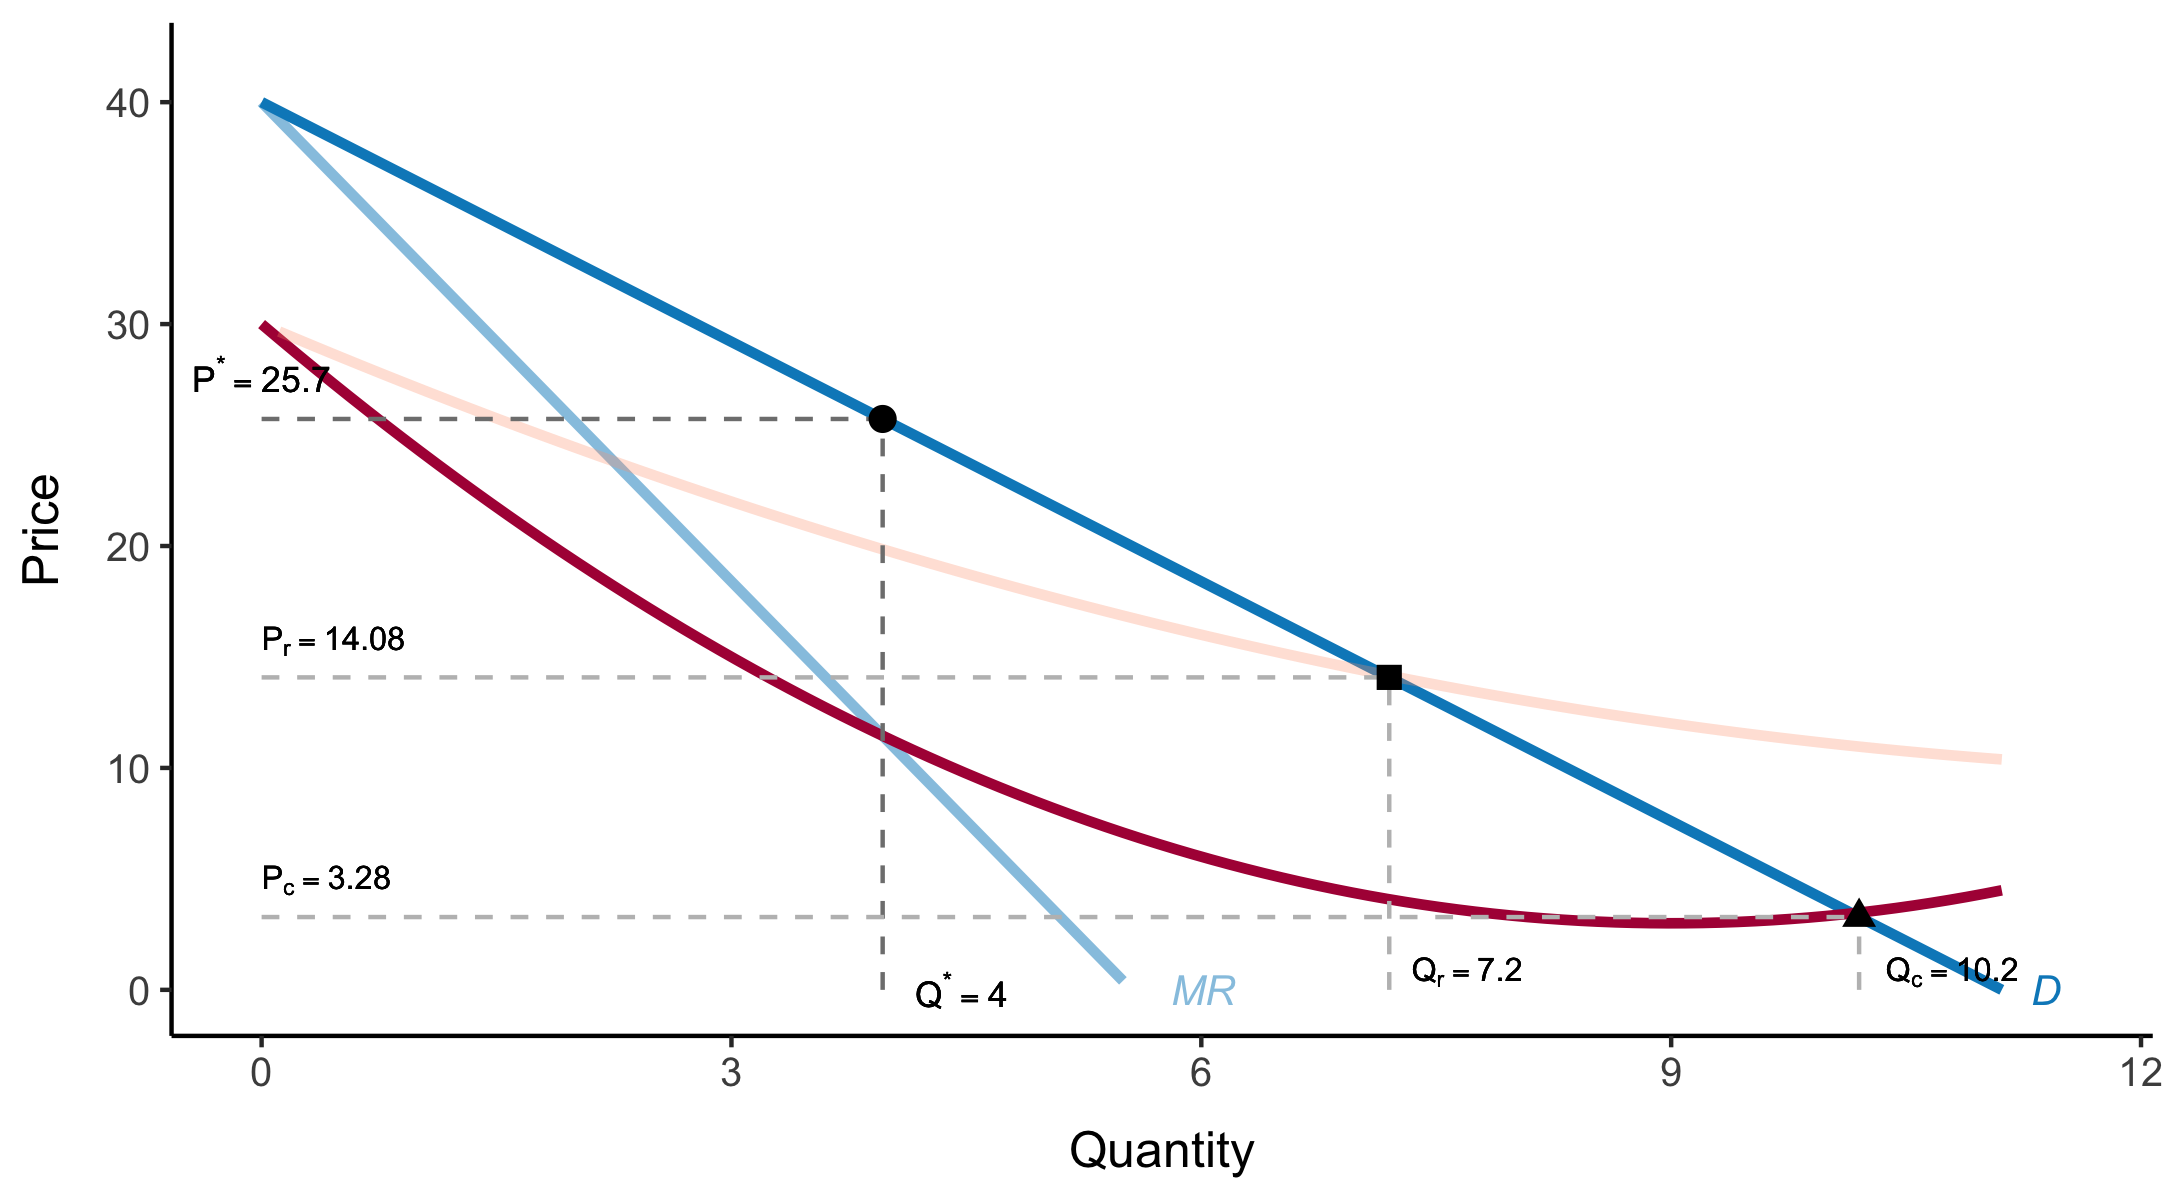 40
30
P* = 25.7
20
Price
Pr = 14.08
10
Pc = 3.28
0
Q* = 4
MR
Qr = 7.2
Qc = 10.2
D
0 3 6 9 12
Quantity